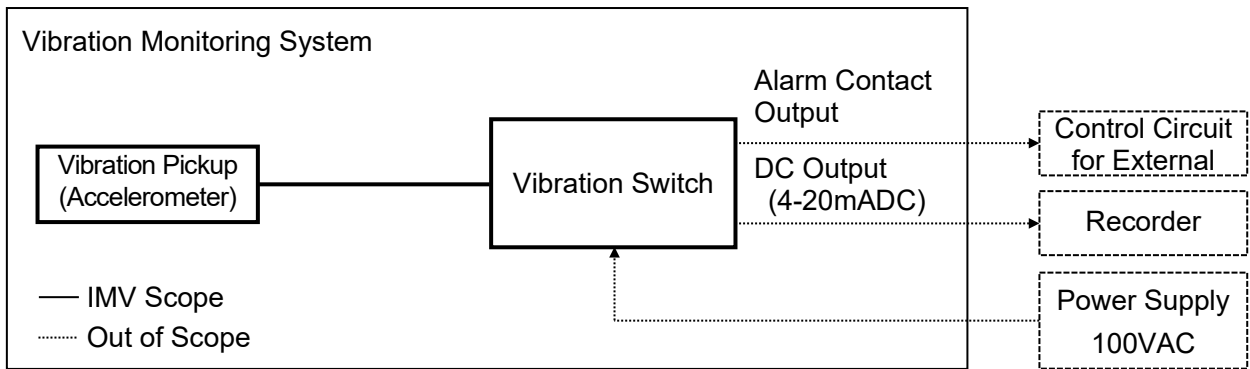 Vibration Monitoring System
Alarm Contact
Output
Control Circuit
for External
Vibration Pickup
(Accelerometer)
Vibration Switch
DC Output
(4-20mADC)
Recorder
IMV Scope
Out of Scope
Power Supply
100VAC